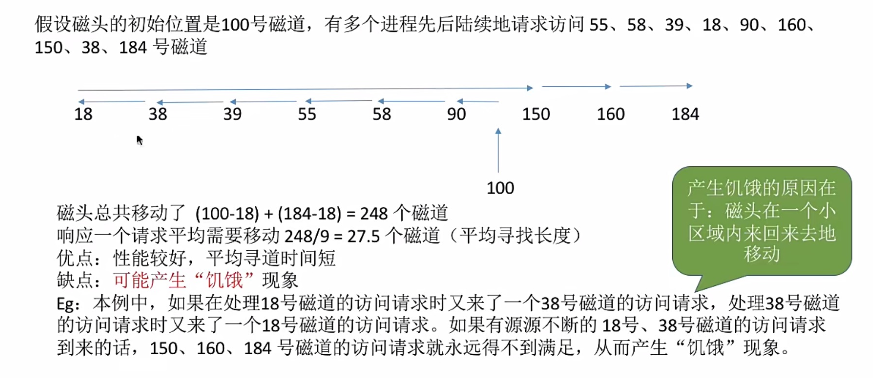 假设磁头的初始位置是100号磁道，有多个进程先后陆续地请求访问 55、58、39、18、90、160、
150、38、184 号磁道
18 38 39 55 58 90 150 160 184
100
产生饥饿的原因在
于：磁头在一个小
区域内来回来去地
移动
磁头总共移动了 (100-18) + (184-18) = 248 个磁道
响应一个请求平均需要移动 248/9 = 27.5 个磁道（平均寻找长度）
优点：性能较好，平均寻道时间短
缺点：可能产生“饥饿”现象
Eg：本例中，如果在处理18号磁道的访问请求时又来了一个38号磁道的访问请求，处理38号磁道
的访问请求时又来了一个18号磁道的访问请求。如果有源源不断的 18号、38号磁道的访问请求
到来的话，150、160、184 号磁道的访问请求就永远得不到满足，从而产生“饥饿”现象。